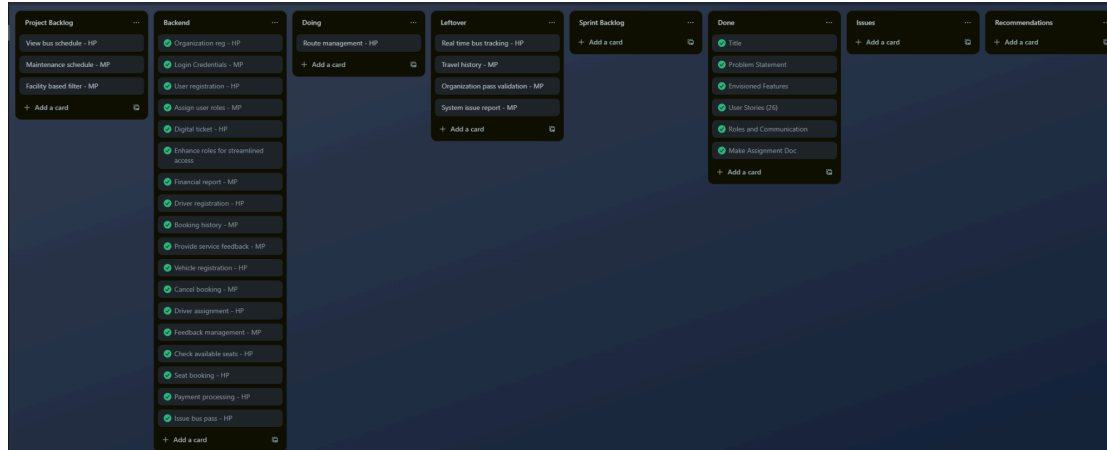 Project Backlog
View bus schedule - HP
Maintenance schedule - MP
Facility based filter - MP
+ Add a card
Backend
Organization reg - HP
Login Credentials - MP
User registration - HP
Assign user roles - MP
Digital ticket - HP
Enhance roles for streamlined
access
Financial report - MP
Driver registration - HP
Booking history - MP
Provide service feedback - MP
Vehicle registration - HP
Cancel booking - MP
Driver assignment - HP
Feedback management - MP
Check available seats - HP
Seat booking - HP
Payment processing - HP
Issue bus pass - HP
+ Add a card
Doing
Route management - HP
+ Add a card
Leftover
Real time bus tracking - HP
Travel history - MP
Organization pass validation - MP
System issue report - MP
+ Add a card
Sprint Backlog
+ Add a card
Done
Title
Problem Statement
Envisioned Features
User Stories (26)
Roles and Communication
Make Assignment Doc
+ Add a card
Issues
+ Add a card
Recommendations
+ Add a card